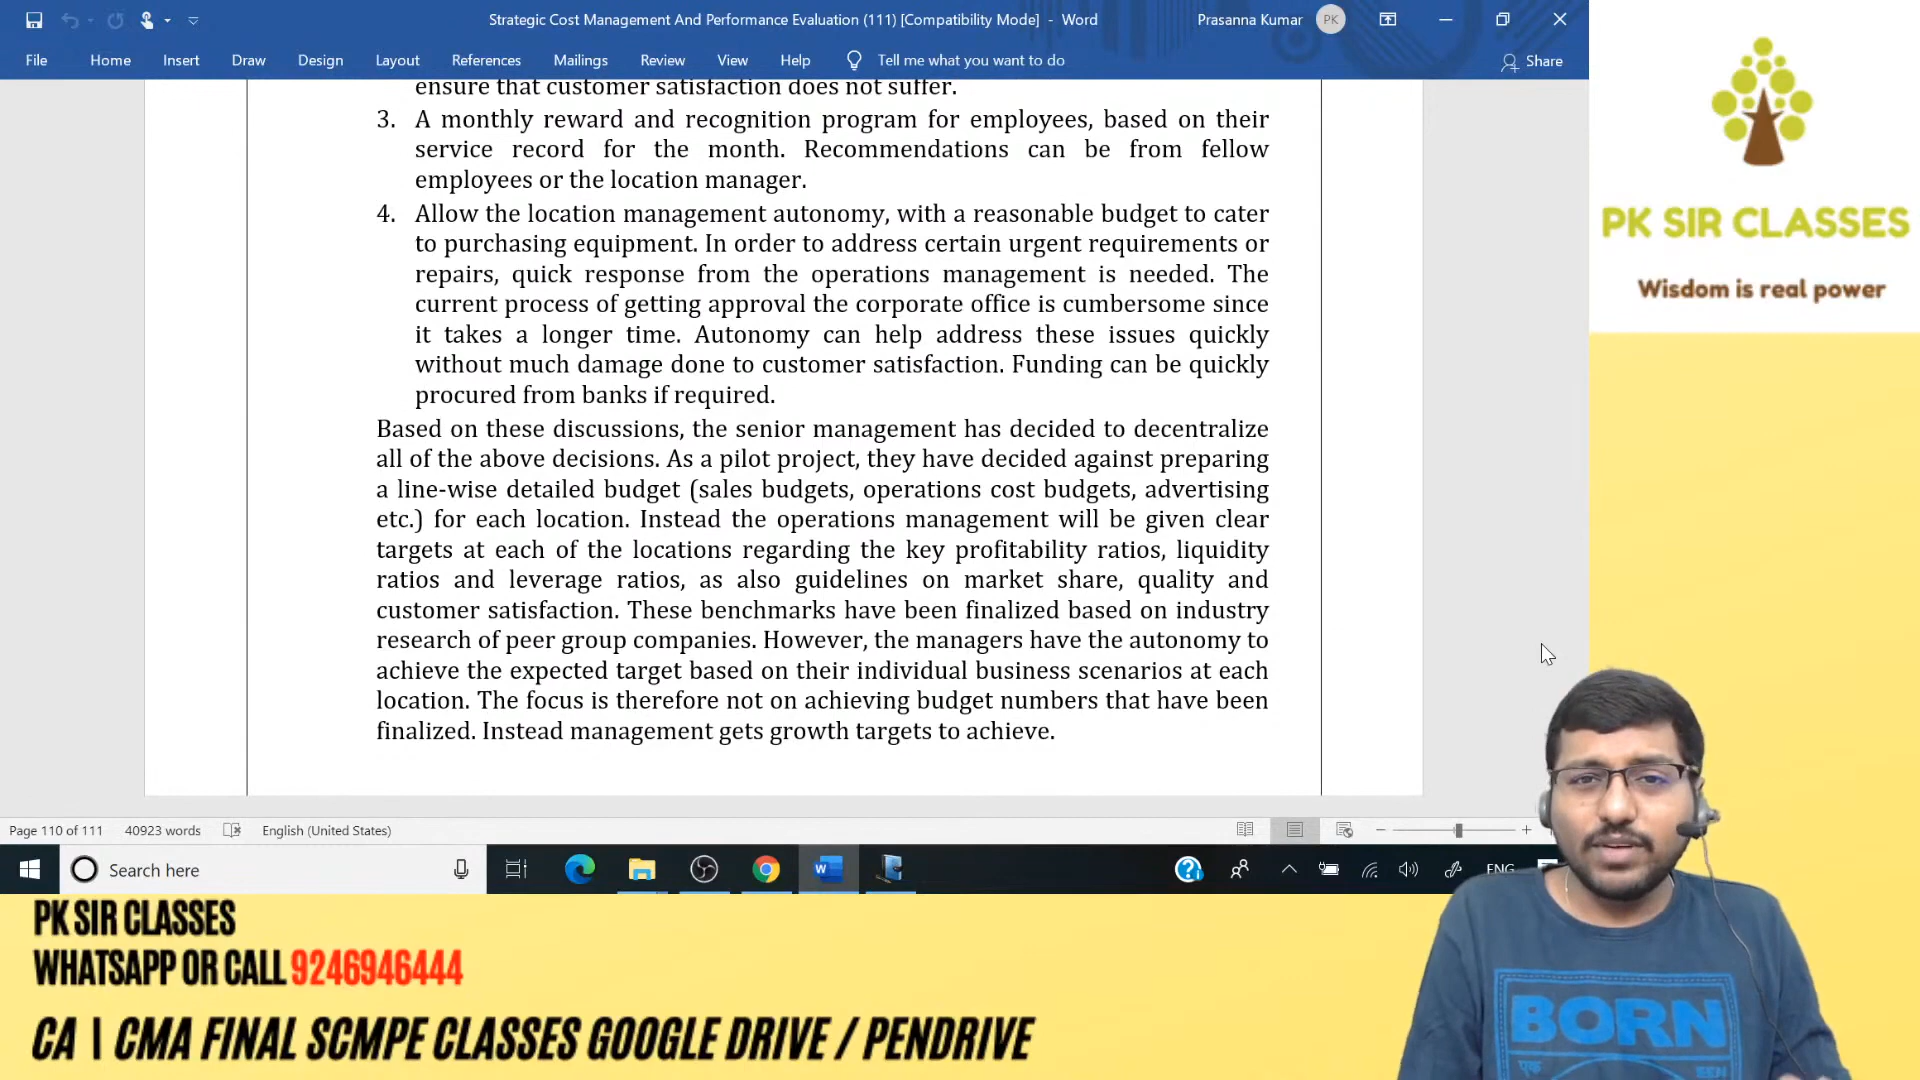 Strategic Cost Management And Performance Evaluation (111) [Compatibility Mode] - Word
Prasanna Kumar
PK
File Home Insert Draw Design Layout References Mailings Review View Help Tell me what you want to do
Share
ensure that customer satisfaction does not suffer.
3. A monthly reward and recognition program for employees, based on their
service record for the month. Recommendations can be from fellow
employees or the location manager.
4. Allow the location management autonomy, with a reasonable budget to cater
to purchasing equipment. In order to address certain urgent requirements or
repairs, quick response from the operations management is needed. The
current process of getting approval the corporate office is cumbersome since
it takes a longer time. Autonomy can help address these issues quickly
without much damage done to customer satisfaction. Funding can be quickly
procured from banks if required.
Based on these discussions, the senior management has decided to decentralize
all of the above decisions. As a pilot project, they have decided against preparing
a line-wise detailed budget (sales budgets, operations cost budgets, advertising
etc.) for each location. Instead the operations management will be given clear
targets at each of the locations regarding the key profitability ratios, liquidity
ratios and leverage ratios, as also guidelines on market share, quality and
customer satisfaction. These benchmarks have been finalized based on industry
research of peer group companies. However, the managers have the autonomy to
achieve the expected target based on their individual business scenarios at each
location. The focus is therefore not on achieving budget numbers that have been
finalized. Instead management gets growth targets to achieve.
Page 110 of 111 40923 words English (United States)
Search here
ENG
PK SIR CLASSES
Wisdom is real power
PK SIR CLASSES
WHATSAPP OR CALL 9246946444
CA | CMA FINAL SCMPE CLASSES GOOGLE DRIVE / PENDRIVE
BORN